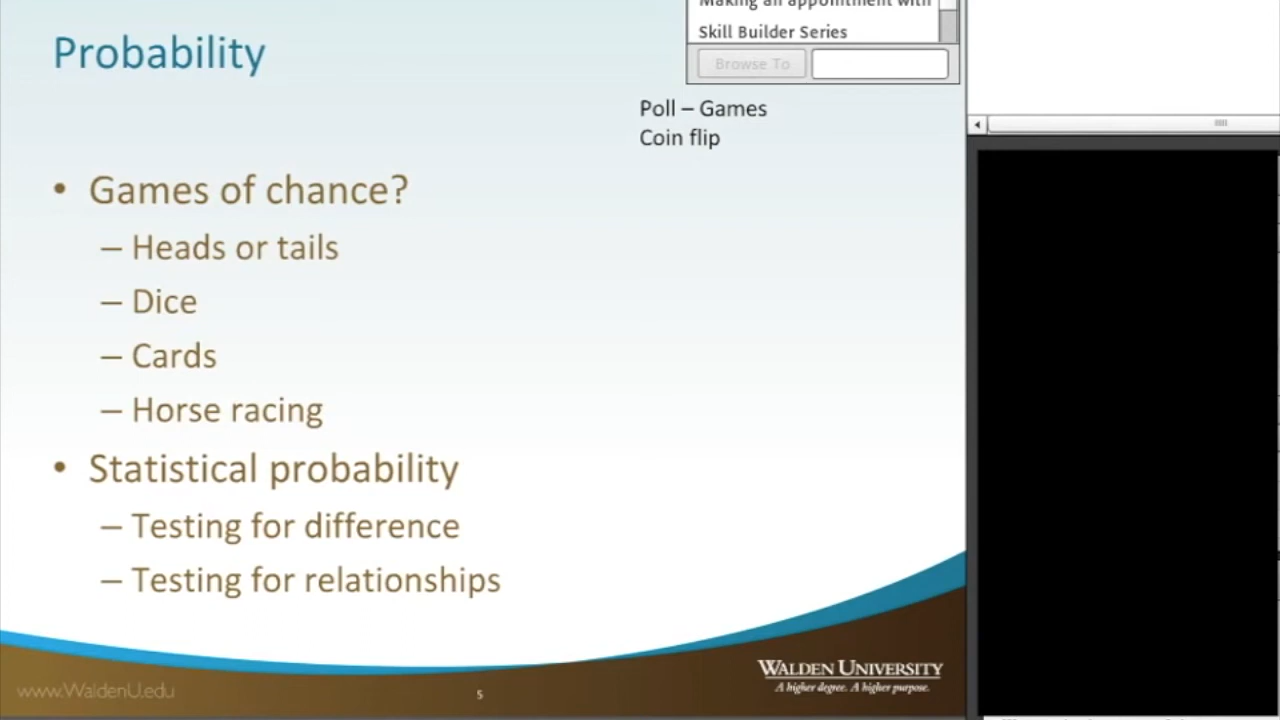 Probability
Making an appointment with
Skill Builder Series
Browse To
Poll – Games
Coin flip
• Games of chance?
– Heads or tails
– Dice
– Cards
– Horse racing
• Statistical probability
– Testing for difference
– Testing for relationships
www.WaldenU.edu
5
WALDEN UNIVERSITY
A higher degree. A higher purpose.